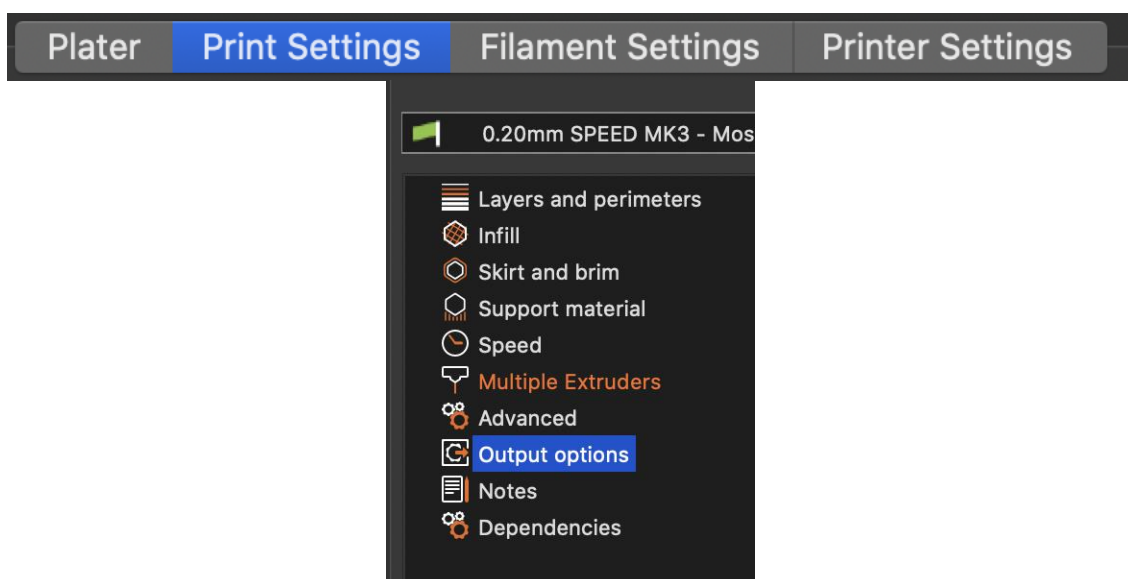 Plater Print Settings Filament Settings Printer Settings
0.20mm SPEED MK3 - Mos
Layers and perimeters
Infill
Skirt and brim
Support material
Speed
Multiple Extruders
Advanced
Output options
Notes
Dependencies